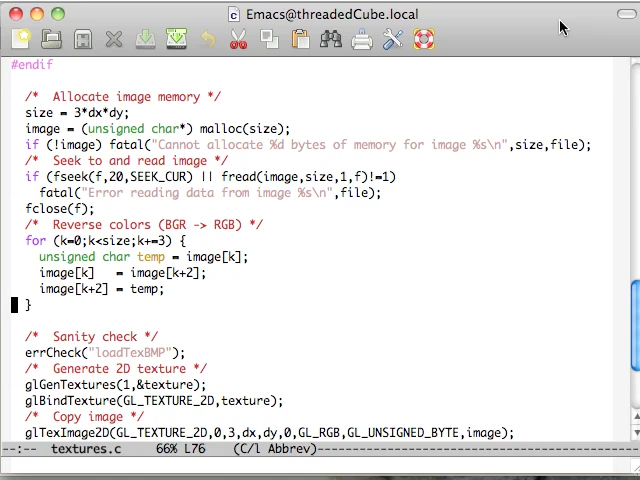 Emacs@threadedCube.local
#endif
/*  Allocate image memory */
size = 3*dx*dy;
image = (unsigned char*) malloc(size);
if (!image) fatal("Cannot allocate %d bytes of memory for image %s\n",size,file);
/*  Seek to and read image */
if (fseek(f,20,SEEK_CUR) || fread(image,size,1,f)!=1)
fatal("Error reading data from image %s\n",file);
fclose(f);
/*  Reverse colors (BGR -> RGB) */
for (k=0;k<size;k+=3) {
unsigned char temp = image[k];
image[k]   = image[k+2];
image[k+2] = temp;
}
/*  Sanity check */
errCheck("loadTexBMP");
/*  Generate 2D texture */
glGenTextures(1,&texture);
glBindTexture(GL_TEXTURE_2D,texture);
/*  Copy image */
glTexImage2D(GL_TEXTURE_2D,0,3,dx,dy,0,GL_RGB,GL_UNSIGNED_BYTE,image);
--:--  textures.c     66% L76    (C/l Abbrev)------------------------------------